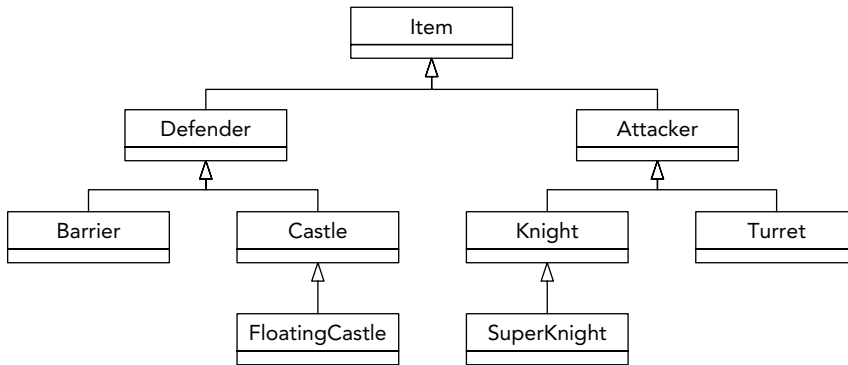 Item
Defender
Attacker
Barrier
Castle
Knight
Turret
FloatingCastle
SuperKnight